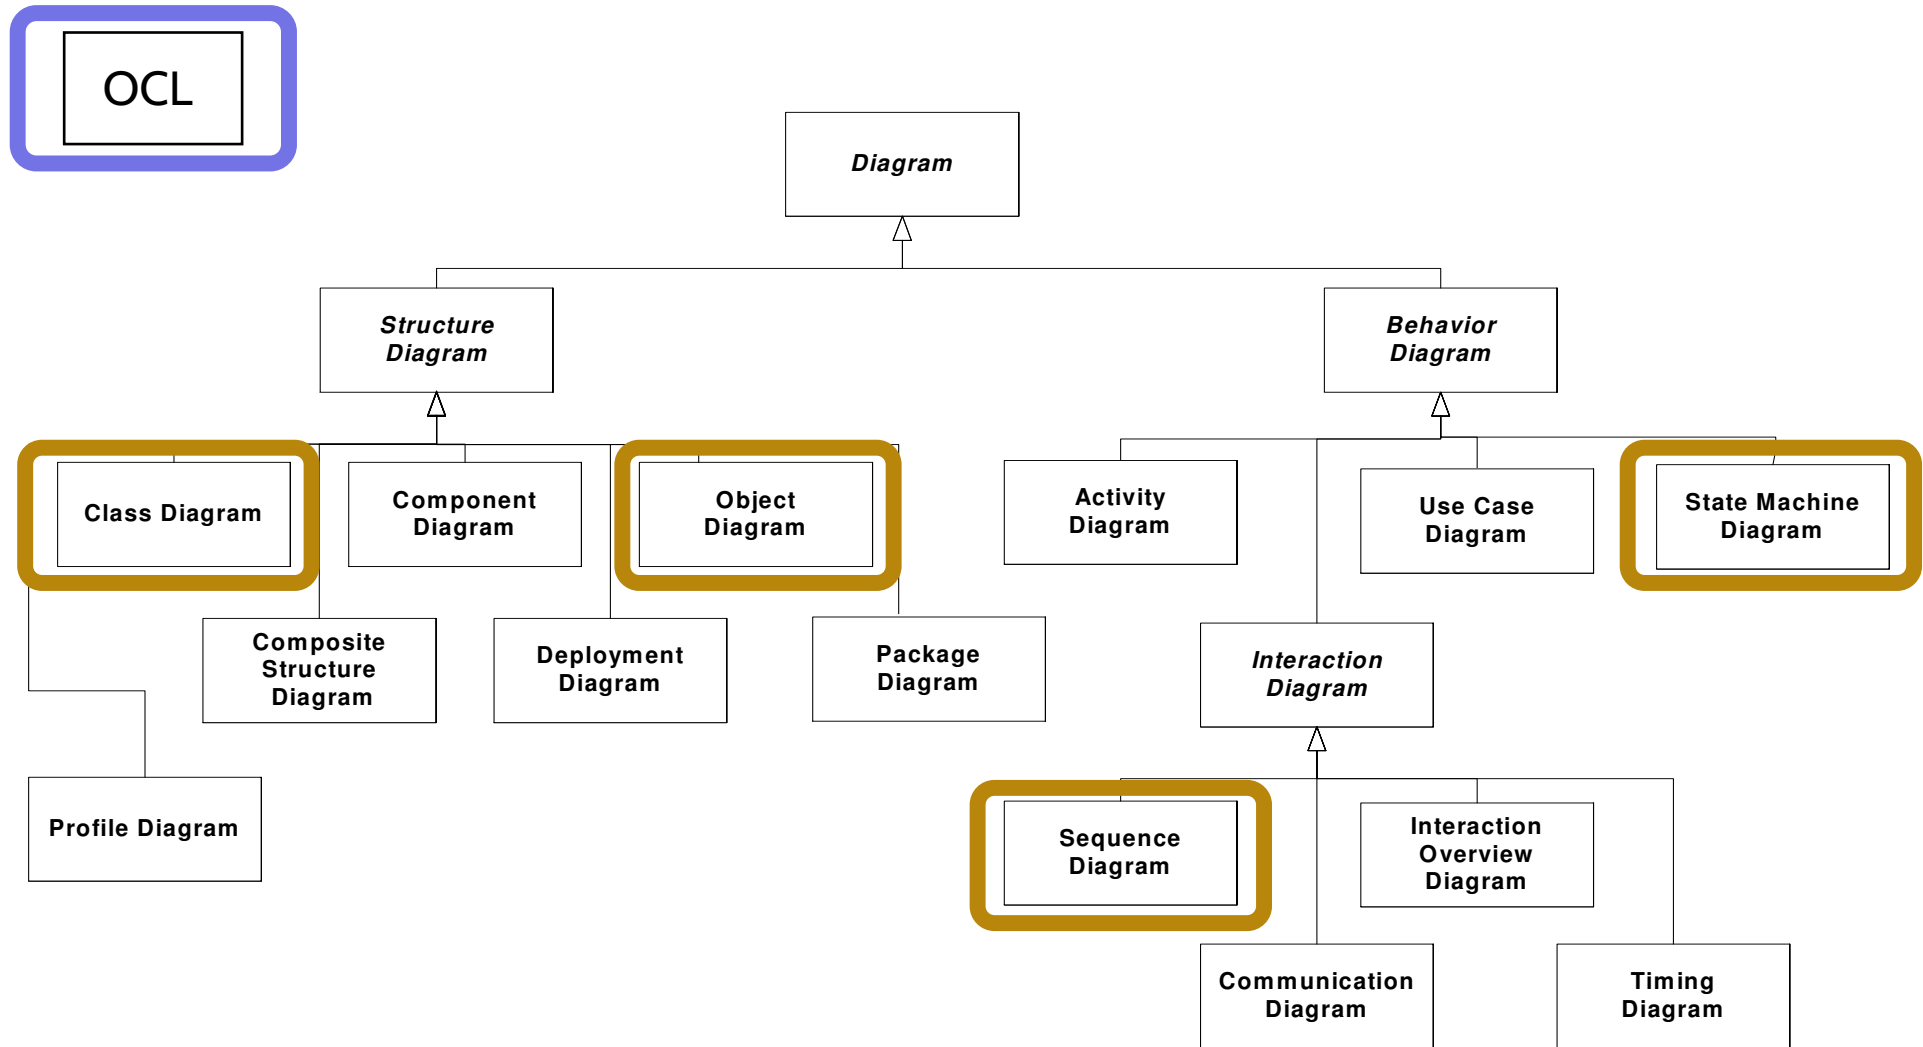 OCL
Diagram
Structure
Diagram
Behavior
Diagram
Class Diagram
Component
Diagram
Object
Diagram
Activity
Diagram
Use Case
Diagram
State Machine
Diagram
Composite
Structure
Diagram
Deployment
Diagram
Package
Diagram
Interaction
Diagram
Profile Diagram
Sequence
Diagram
Interaction
Overview
Diagram
Communication
Diagram
Timing
Diagram